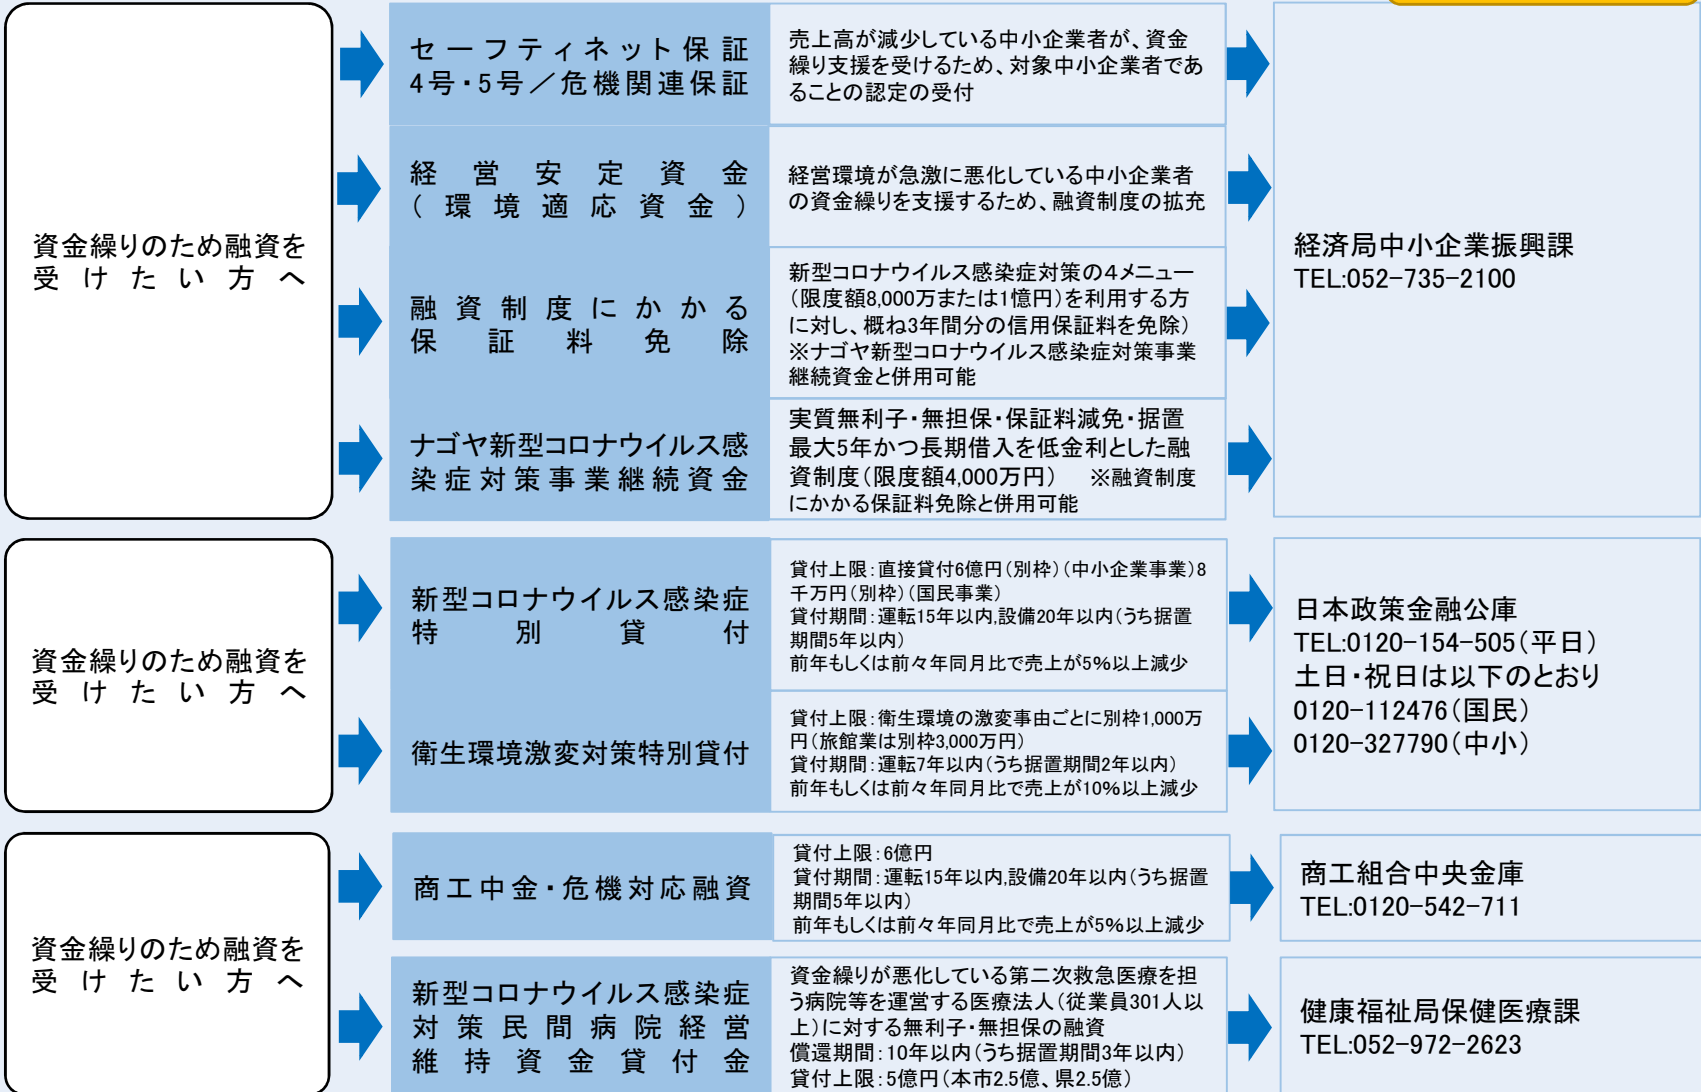 資金繰りのため融資を
受けたい方へ
セーフティネット保証
4号・5号／危機関連保証
売上高が減少している中小企業者が、資金
繰り支援を受けるため、対象中小企業者であ
ることの認定の受付
経営安定資金
（環境適応資金）
経営環境が急激に悪化している中小企業者
の資金繰りを支援するため、融資制度の拡充
融資制度にかかる
保証料免除
新型コロナウイルス感染症対策の４メニュー
（限度額8,000万または1憶円）を利用する方
に対し、概ね3年間分の信用保証料を免除）
※ナゴヤ新型コロナウイルス感染症対策事業
継続資金と併用可能
ナゴヤ新型コロナウイルス感
染症対策事業継続資金
実質無利子・無担保・保証料減免・据置
最大5年かつ長期借入を低金利とした融
資制度（限度額4,000万円）　※融資制度
にかかる保証料免除と併用可能
経済局中小企業振興課
TEL:052-735-2100
資金繰りのため融資を
受けたい方へ
新型コロナウイルス感染症
特別貸付
貸付上限：直接貸付6億円（別枠）（中小企業事業）8
千万円（別枠）（国民事業）
貸付期間：運転15年以内,設備20年以内（うち据置
期間5年以内）
前年もしくは前々年同月比で売上が5%以上減少
衛生環境激変対策特別貸付
貸付上限：衛生環境の激変事由ごとに別枠1,000万
円（旅館業は別枠3,000万円）
貸付期間：運転7年以内（うち据置期間2年以内）
前年もしくは前々年同月比で売上が10%以上減少
日本政策金融公庫
TEL:0120-154-505（平日）
土日・祝日は以下のとおり
0120-112476（国民）
0120-327790（中小）
資金繰りのため融資を
受けたい方へ
商工中金・危機対応融資
貸付上限：6億円
貸付期間：運転15年以内,設備20年以内（うち据置
期間5年以内）
前年もしくは前々年同月比で売上が5%以上減少
商工組合中央金庫
TEL:0120-542-711
新型コロナウイルス感染症
対策民間病院経営
維持資金貸付金
資金繰りが悪化している第二次救急医療を担
う病院等を運営する医療法人（従業員301人以
上）に対する無利子・無担保の融資
償還期間：10年以内（うち据置期間3年以内）
貸付上限：5億円（本市2.5億、県2.5億）
健康福祉局保健医療課
TEL:052-972-2623